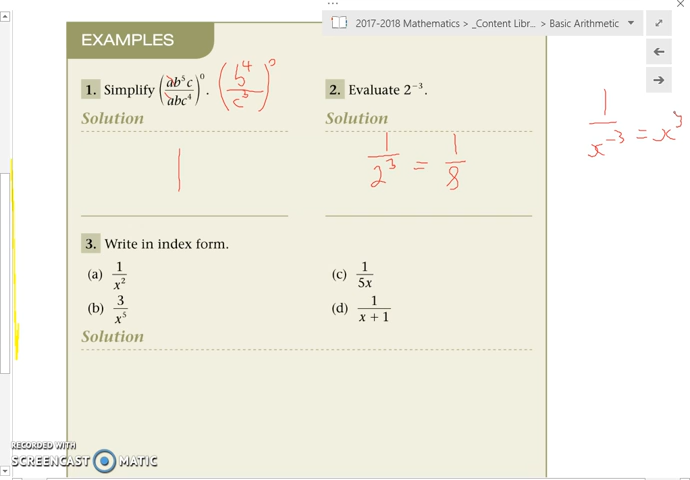 2017-2018 Mathematics > _Content Libr... > Basic Arithmetic
EXAMPLES
1. Simplify (ab⁵c/abc⁴)⁰. (b⁴/c³)⁰
2. Evaluate 2⁻³.
1/x⁻³ = x³
Solution
Solution
1
1/2³ = 1/8
3. Write in index form.
(a) 1/x²
(c) 1/5x
(b) 3/x⁵
(d) 1/x + 1
Solution
RECORDED WITH
SCREENCAST MATIC